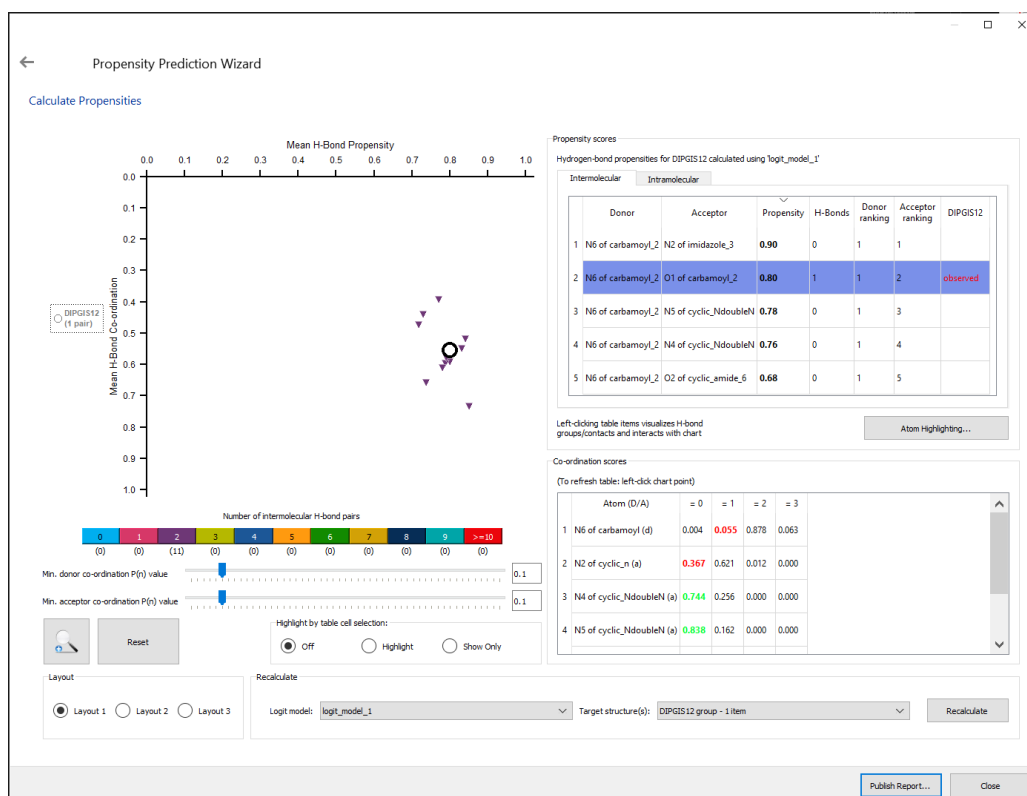 Propensity Prediction Wizard
Calculate Propensities
Mean H-Bond Propensity
0.0 0.1 0.2 0.3 0.4 0.5 0.6 0.7 0.8 0.9 1.0
0.0
0.1
0.2
0.3
0.4
0.5
0.6
0.7
0.8
0.9
1.0
Mean H-Bond Co-ordination
DIPGIS12
(1 pair)
Number of intermolecular H-bond pairs
0 1 2 3 4 5 6 7 8 9 >=10
(0) (0) (11) (0) (0) (0) (0) (0) (0) (0) (0)
Min. donor co-ordination P(n) value 0.1
Min. acceptor co-ordination P(n) value 0.1
Reset
Highlight by table cell selection:
Off Highlight Show Only
Propensity scores
Hydrogen-bond propensities for DIPGIS12 calculated using 'logit_model_1'
Intermolecular Intramolecular
Donor Acceptor Propensity H-Bonds Donor ranking Acceptor ranking DIPGIS12
1 N6 of carbamoyl_2 N2 of imidazole_3 0.90 0 1 1
2 N6 of carbamoyl_2 O1 of carbamoyl_2 0.80 1 1 2 observed
3 N6 of carbamoyl_2 N5 of cyclic_NdoubleN 0.78 0 1 3
4 N6 of carbamoyl_2 N4 of cyclic_NdoubleN 0.76 0 1 4
5 N6 of carbamoyl_2 O2 of cyclic_amide_6 0.68 0 1 5
Left-clicking table items visualizes H-bond
groups/contacts and interacts with chart
Atom Highlighting...
Co-ordination scores
(To refresh table: left-click chart point)
Atom (D/A) = 0 = 1 = 2 = 3
1 N6 of carbamoyl (d) 0.004 0.055 0.878 0.063
2 N2 of cyclic_n (a) 0.367 0.621 0.012 0.000
3 N4 of cyclic_NdoubleN (a) 0.744 0.256 0.000 0.000
4 N5 of cyclic_NdoubleN (a) 0.838 0.162 0.000 0.000
Layout
Layout 1 Layout 2 Layout 3
Recalculate
Logit model: logit_model_1 Target structure(s): DIPGIS12 group - 1 item Recalculate
Publish Report... Close